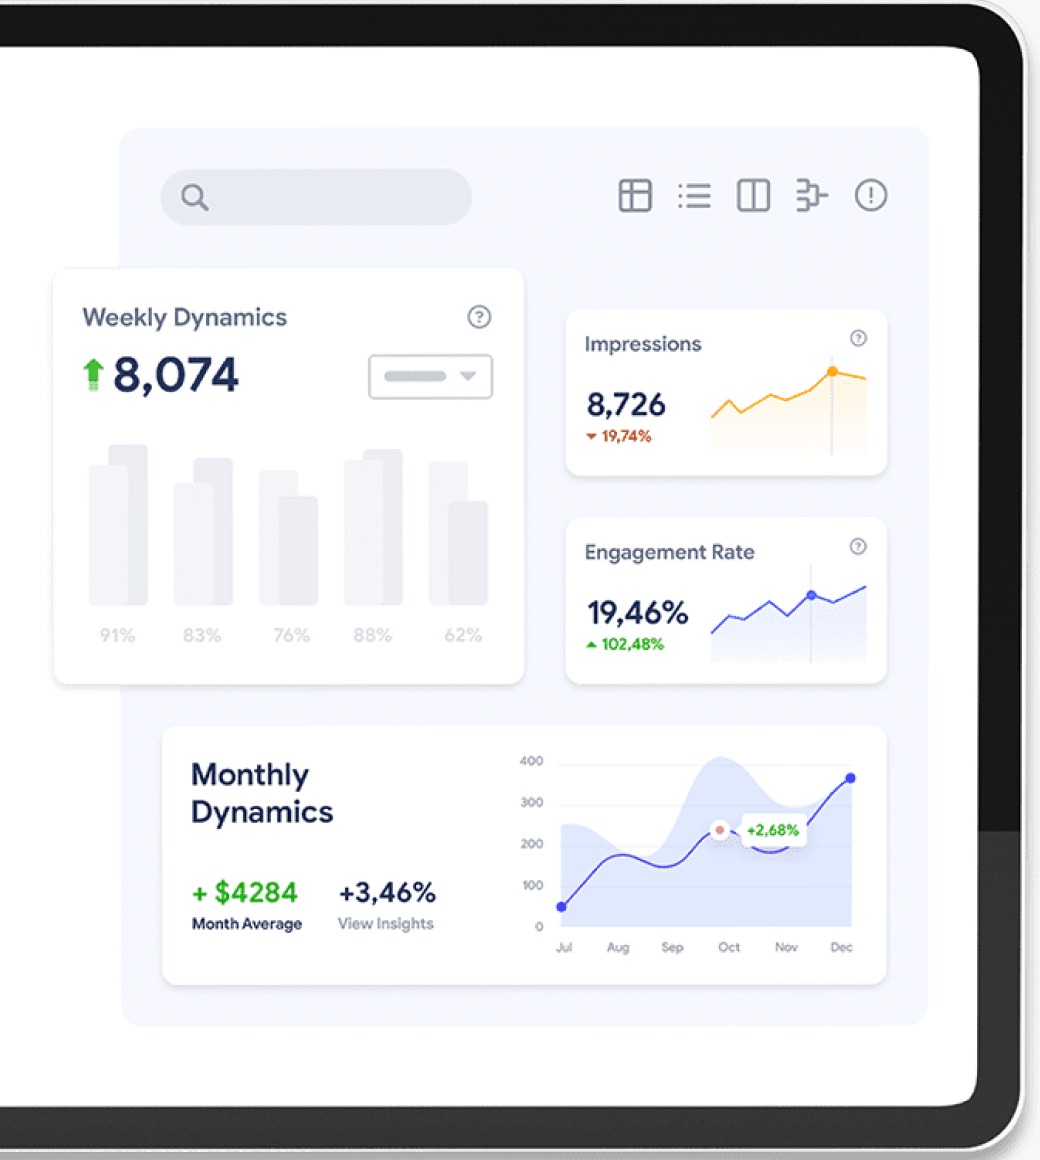 Weekly Dynamics
8,074
91% 83% 76% 88% 62%
Impressions
8,726
19,74%
Engagement Rate
19,46%
102,48%
Monthly
Dynamics
+ $4284 +3,46%
Month Average View Insights
400
300
200
100
0
+2,68%
Jul Aug Sep Oct Nov Dec